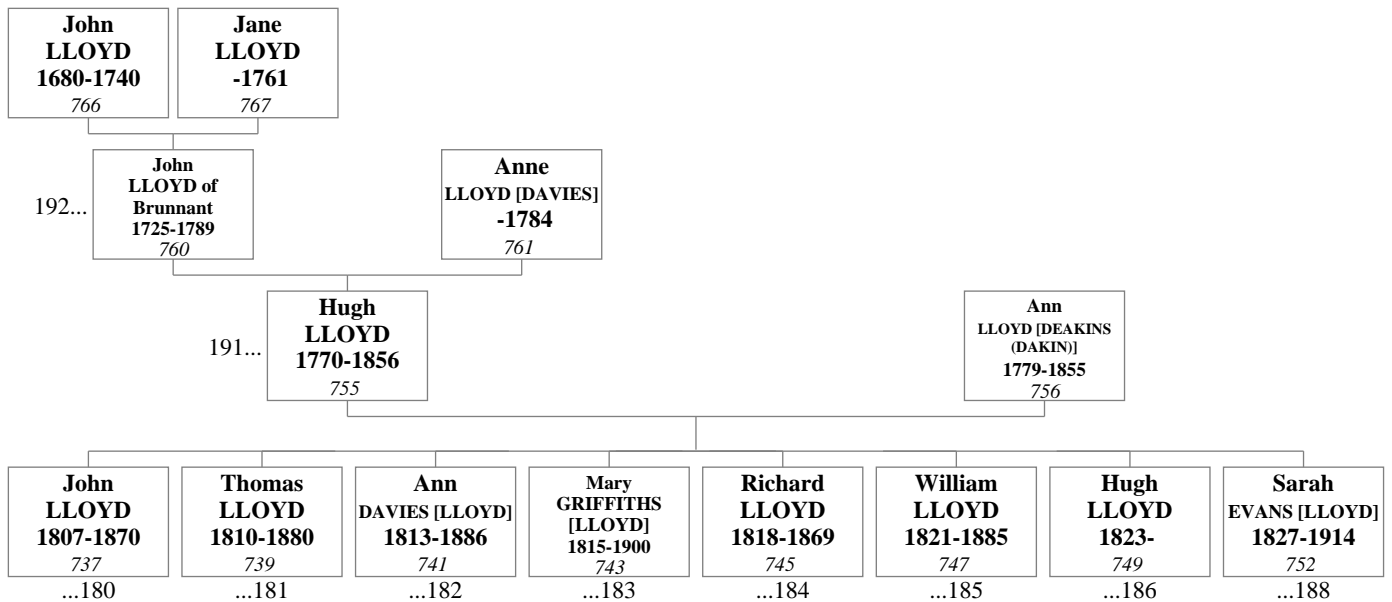 John
LLOYD
1680-1740
766
Jane
LLOYD
-1761
767
192...
John
LLOYD of
Brunnant
1725-1789
760
Anne
LLOYD [DAVIES]
-1784
761
191...
Hugh
LLOYD
1770-1856
755
Ann
LLOYD [DEAKINS
(DAKIN)]
1779-1855
756
John
LLOYD
1807-1870
737
...180
Thomas
LLOYD
1810-1880
739
...181
Ann
DAVIES [LLOYD]
1813-1886
741
...182
Mary
GRIFFITHS
[LLOYD]
1815-1900
743
...183
Richard
LLOYD
1818-1869
745
...184
William
LLOYD
1821-1885
747
...185
Hugh
LLOYD
1823-
749
...186
Sarah
EVANS [LLOYD]
1827-1914
752
...188